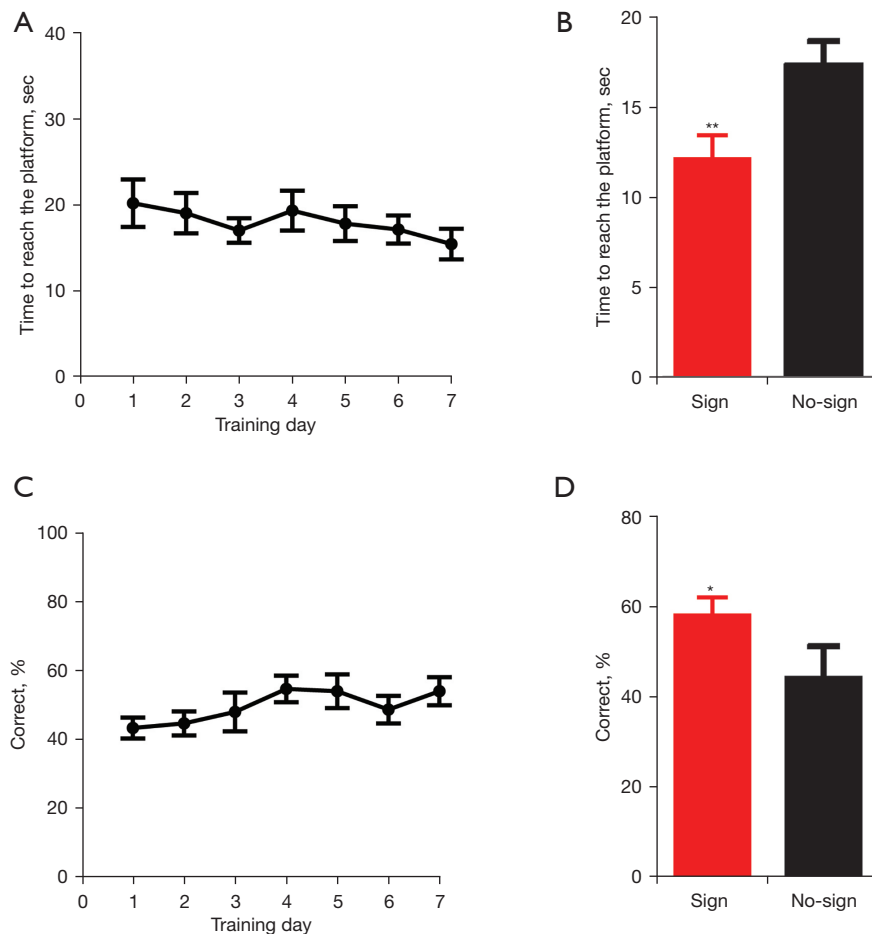 A
Time to reach the platform, sec
40
30
20
10
0
0 1 2 3 4 5 6 7
Training day
B
Time to reach the platform, sec
20
15
10
5
0
**
Sign No-sign
C
Correct, %
100
80
60
40
20
0
0 1 2 3 4 5 6 7
Training day
D
Correct, %
80
60
40
20
0
*
Sign No-sign